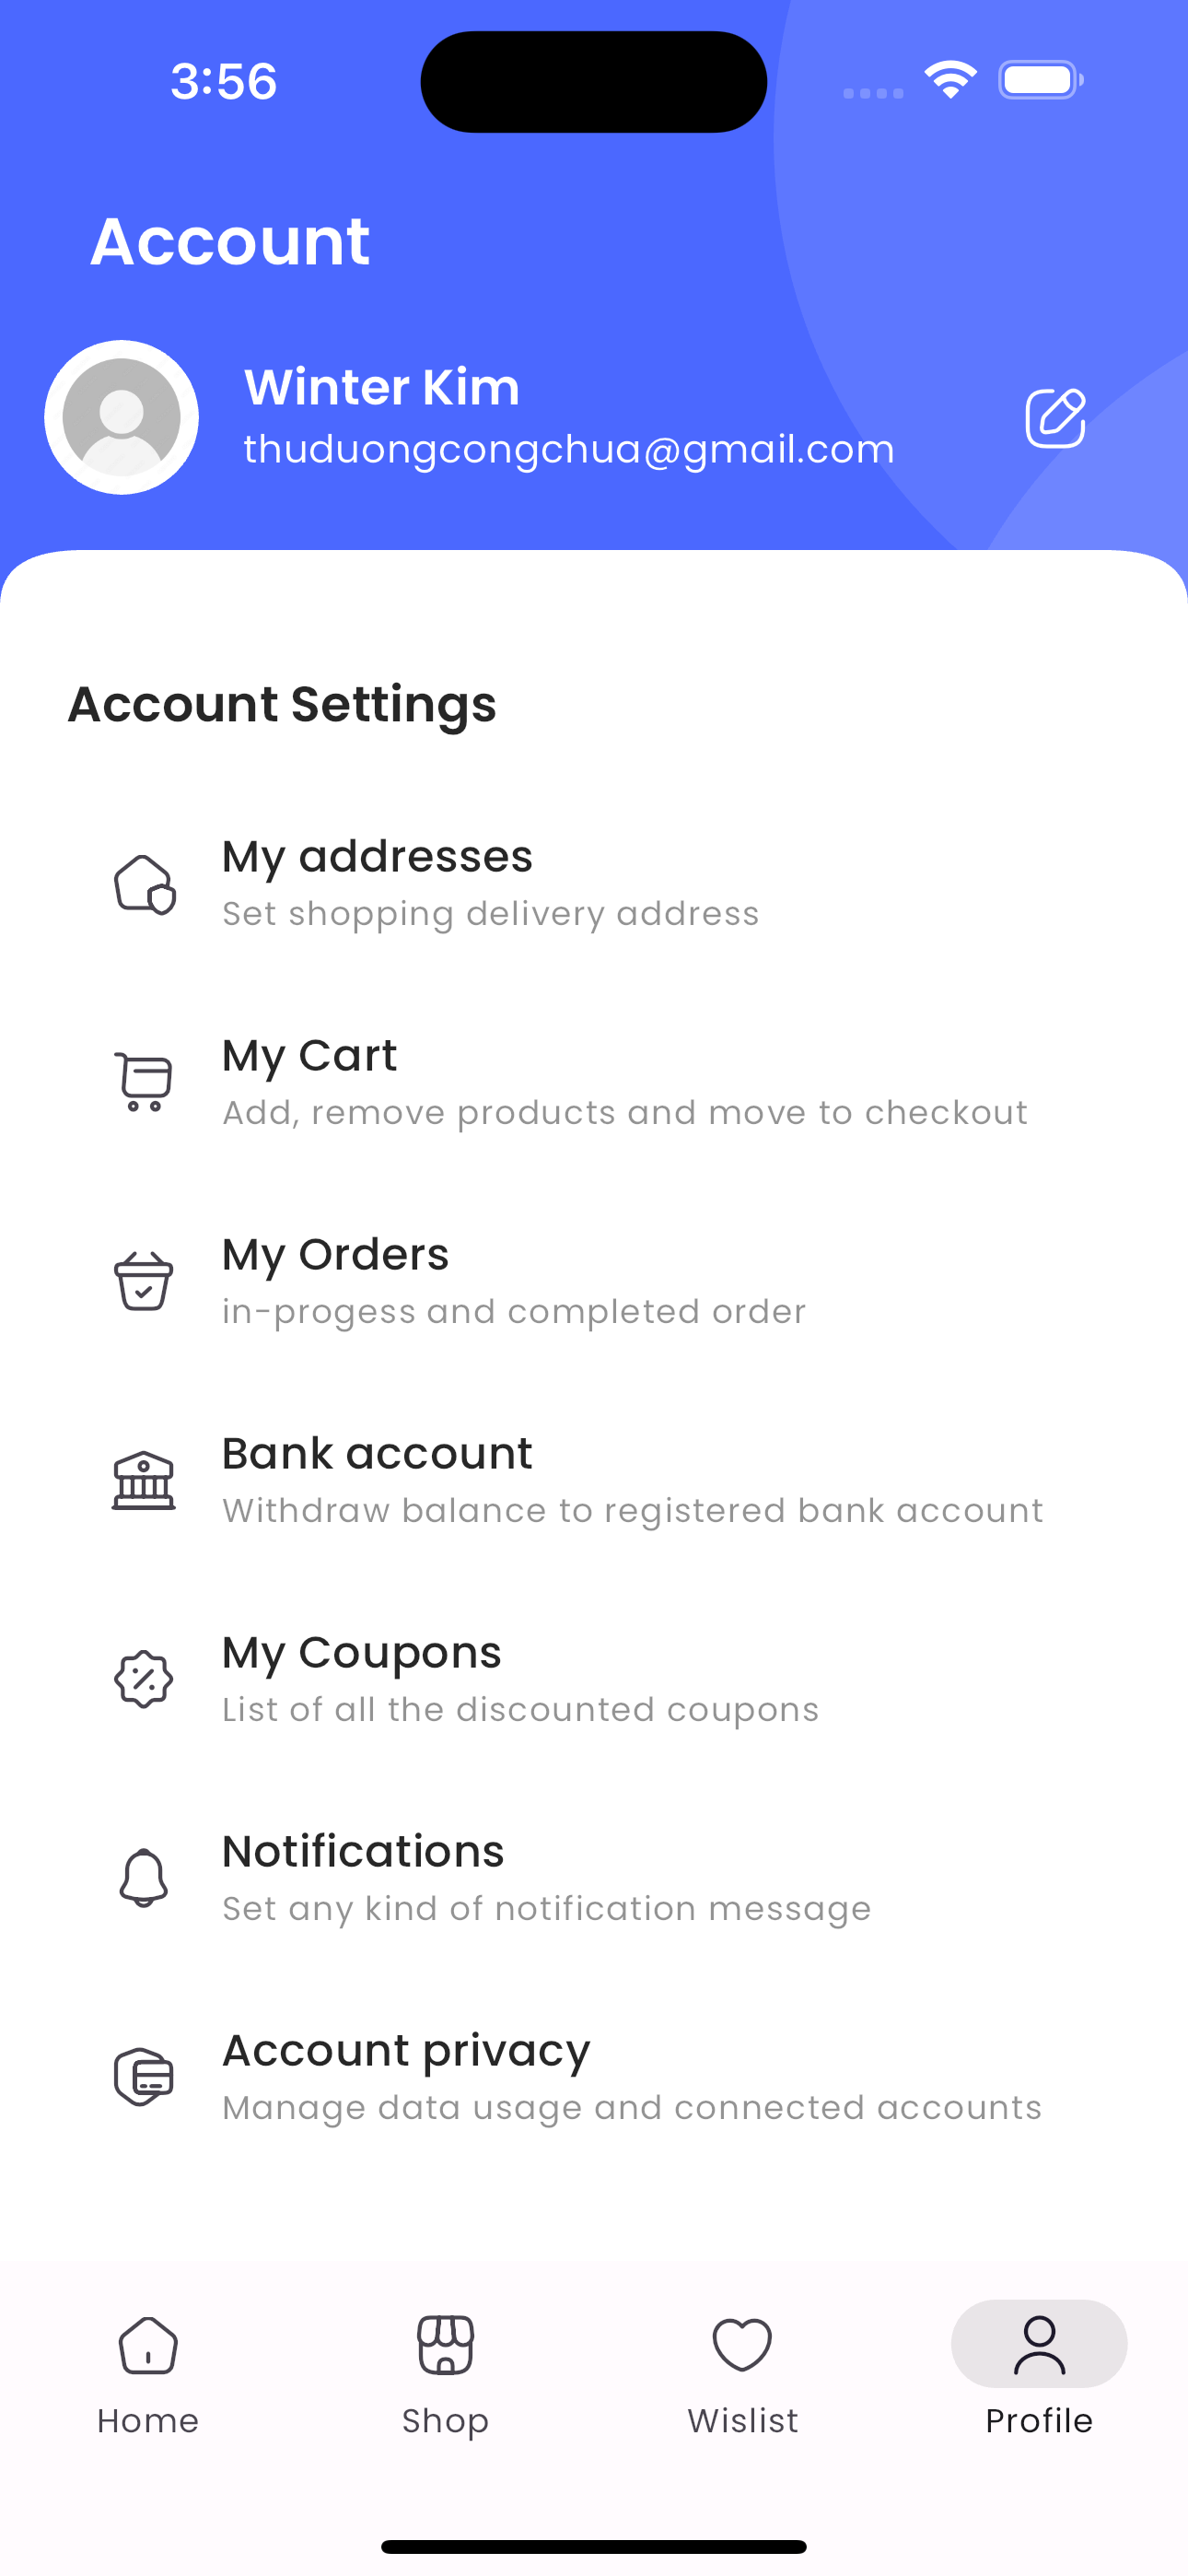 3:56
Account
Winter Kim
thuduongcongchua@gmail.com
Account Settings
My addresses
Set shopping delivery address
My Cart
Add, remove products and move to checkout
My Orders
in-progess and completed order
Bank account
Withdraw balance to registered bank account
My Coupons
List of all the discounted coupons
Notifications
Set any kind of notification message
Account privacy
Manage data usage and connected accounts
Home
Shop
Wislist
Profile